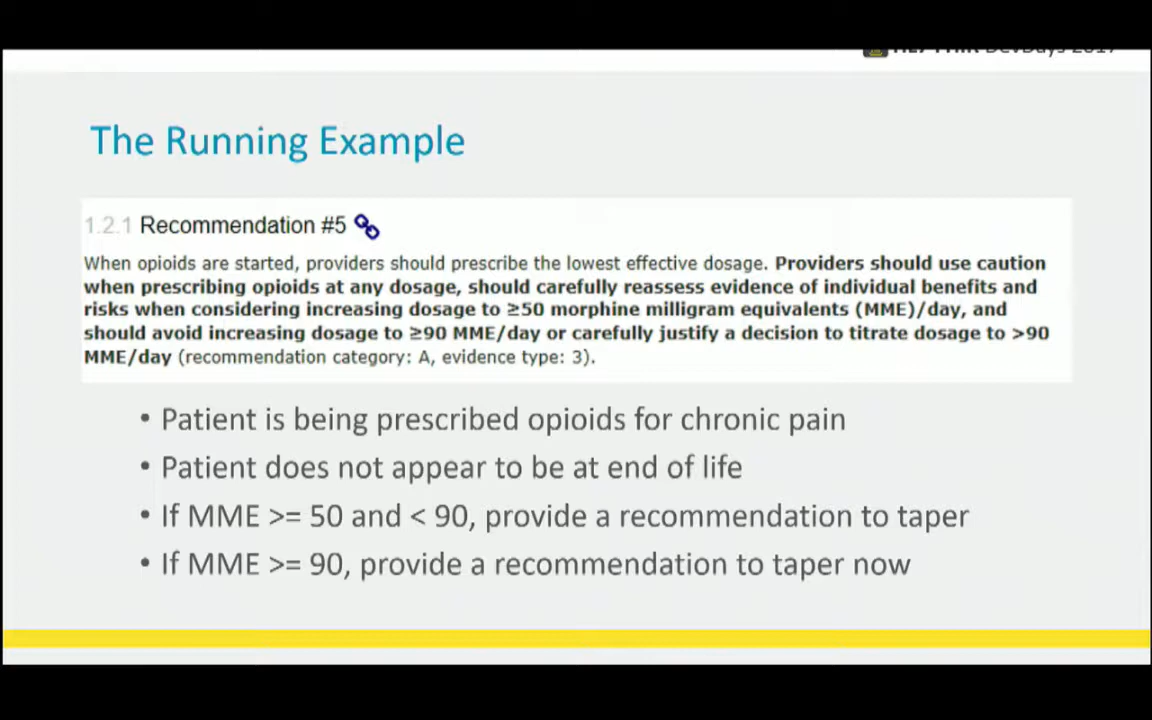 The Running Example
1.2.1 Recommendation #5
When opioids are started, providers should prescribe the lowest effective dosage. Providers should use caution
when prescribing opioids at any dosage, should carefully reassess evidence of individual benefits and
risks when considering increasing dosage to ≥50 morphine milligram equivalents (MME)/day, and
should avoid increasing dosage to ≥90 MME/day or carefully justify a decision to titrate dosage to >90
MME/day (recommendation category: A, evidence type: 3).
• Patient is being prescribed opioids for chronic pain
• Patient does not appear to be at end of life
• If MME >= 50 and < 90, provide a recommendation to taper
• If MME >= 90, provide a recommendation to taper now